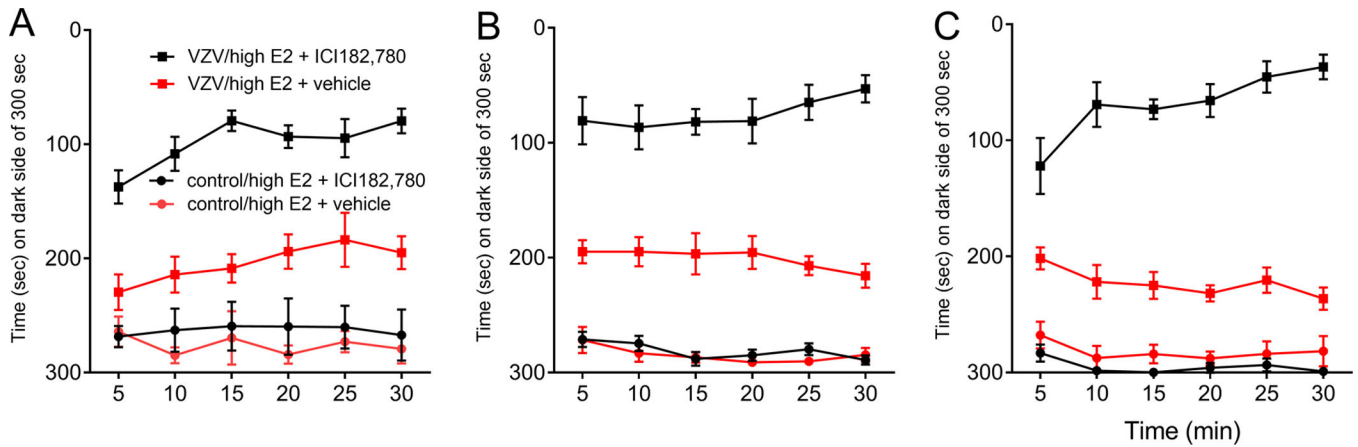 A
Time (sec) on dark side of 300 sec
0
100
200
300
VZV/high E2 + ICI182,780
VZV/high E2 + vehicle
control/high E2 + ICI182,780
control/high E2 + vehicle
5 10 15 20 25 30
B
Time (sec) on dark side of 300 sec
0
100
200
300
5 10 15 20 25 30
C
Time (sec) on dark side of 300 sec
0
100
200
300
5 10 15 20 25 30
Time (min)